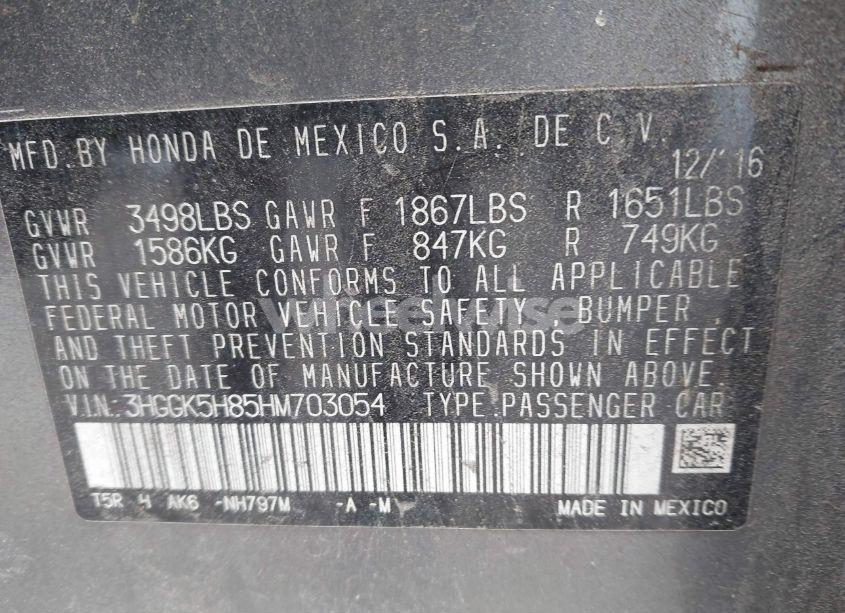 MFD. BY HONDA DE MEXICO S.A. DE C.V.
12/'16
GVWR 3498LBS GAWR F 1867LBS R 1651LBS
GVWR 1586KG GAWR F 847KG R 749KG
THIS VEHICLE CONFORMS TO ALL APPLICABLE
FEDERAL MOTOR VEHICLE SAFETY, BUMPER,
AND THEFT PREVENTION STANDARDS IN EFFECT
ON THE DATE OF MANUFACTURE SHOWN ABOVE.
V.I.N.: 3HGGK5H85HM703054 TYPE:PASSENGER CAR
T5R H AK6 -NH797M -A -M MADE IN MEXICO
wheelwise